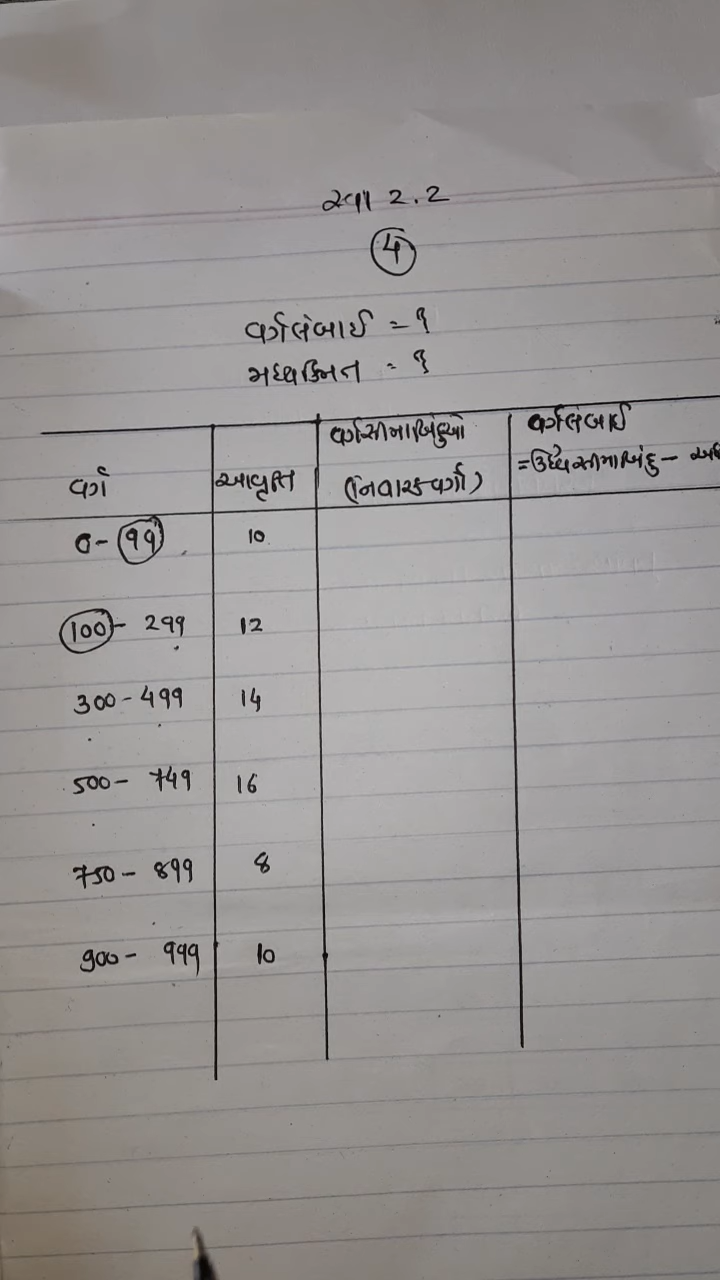 સ્વા 2.2
4
વર્ગલંબાઈ = ?
મધ્યકિંમત = ?
વર્ગ આવૃત્તિ વર્ગસીમાબિંદુઓ (નિવારક વર્ગો) વર્ગલંબાઈ = ઉર્ધ્વસીમાબિંદુ -
0 - 99 10
100 - 299 12
300 - 499 14
500 - 749 16
750 - 899 8
900 - 999 10